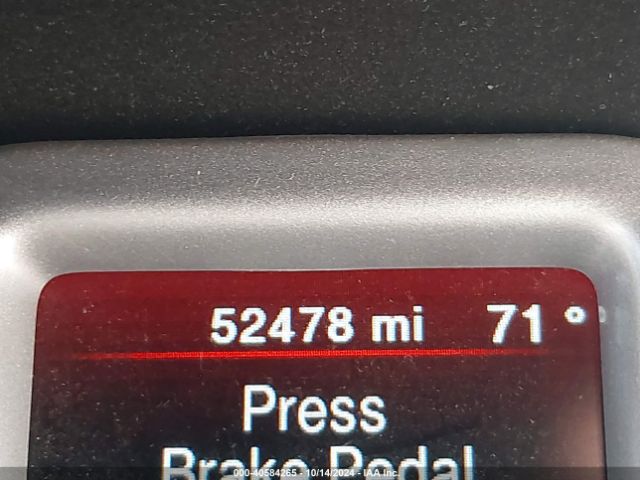 52478 mi 71 °
Press
Brake Pedal
000-40584265 - 10/14/2024 - IAA Inc.